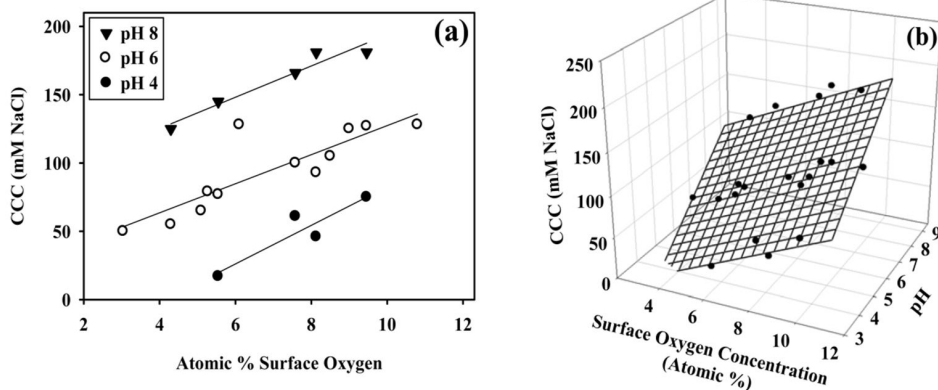 (a)
pH 8
pH 6
pH 4
200
150
100
50
0
CCC (mM NaCl)
2 4 6 8 10 12
Atomic % Surface Oxygen
(b)
250
200
150
100
50
0
CCC (mM NaCl)
4 6 8 10 12
Surface Oxygen Concentration
(Atomic %)
3 4 5 6 7 8 9
pH